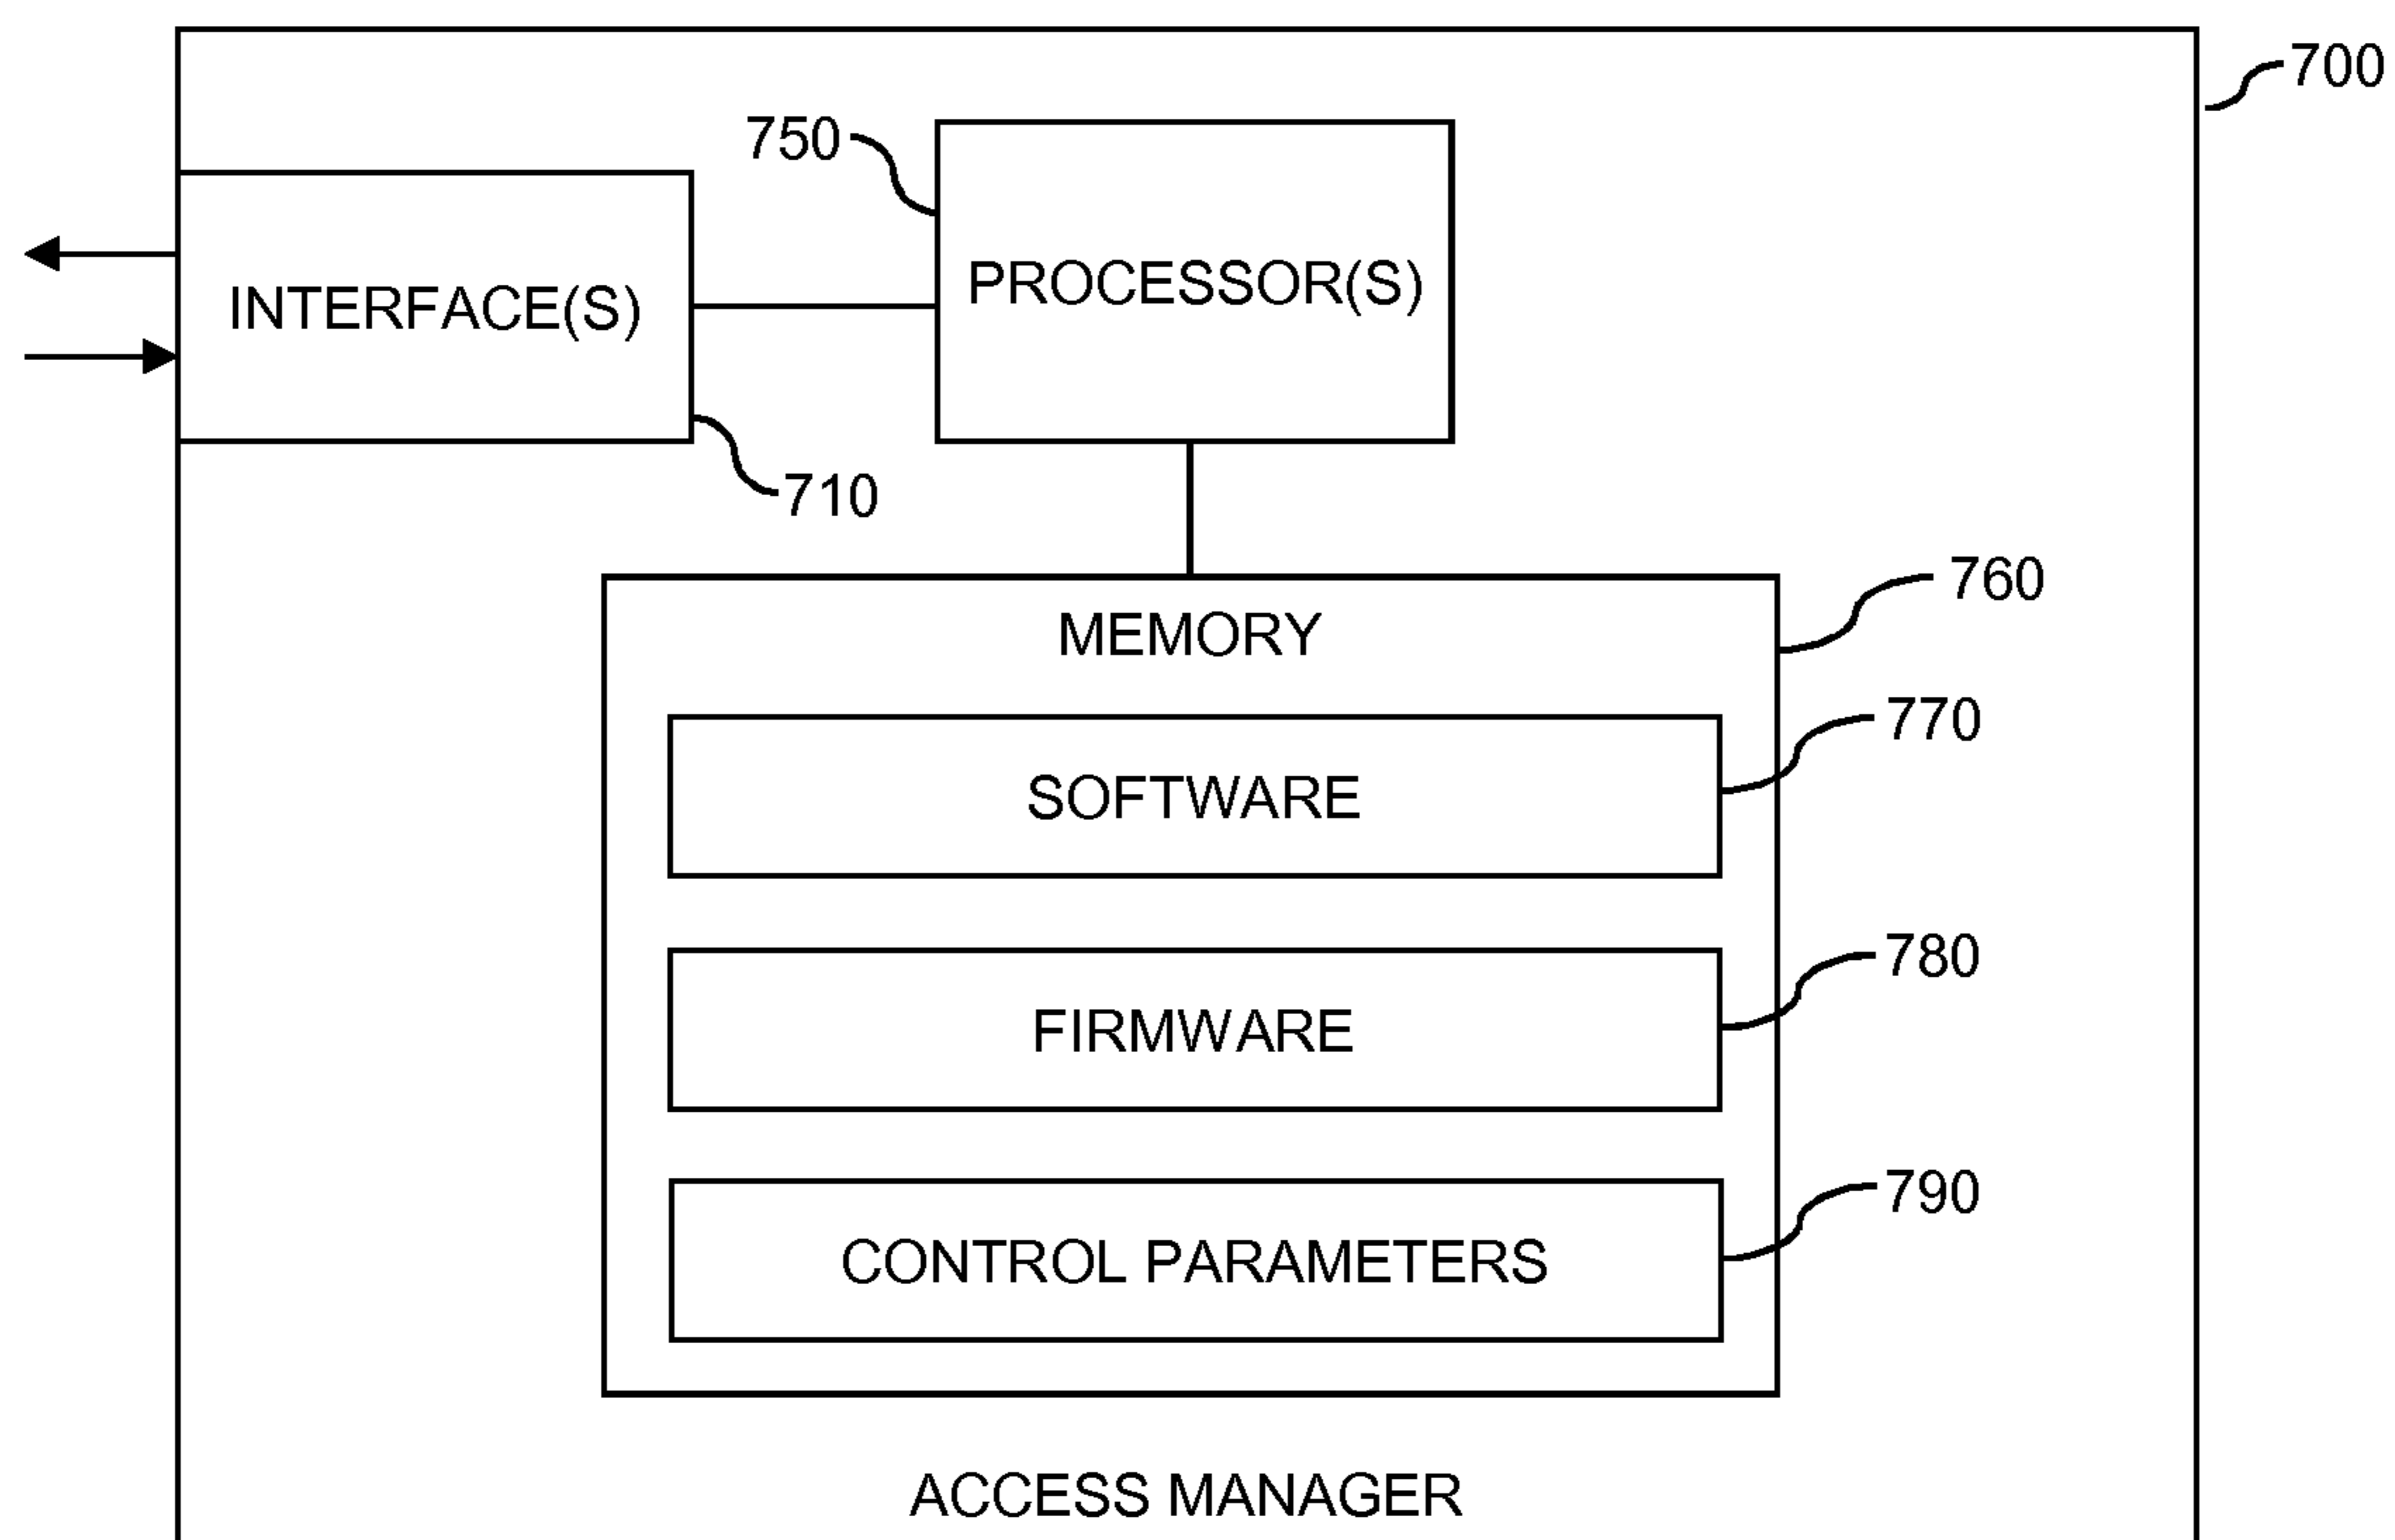 700
750
PROCESSOR(S)
INTERFACE(S)
710
760
MEMORY
770
SOFTWARE
780
FIRMWARE
790
CONTROL PARAMETERS
ACCESS MANAGER